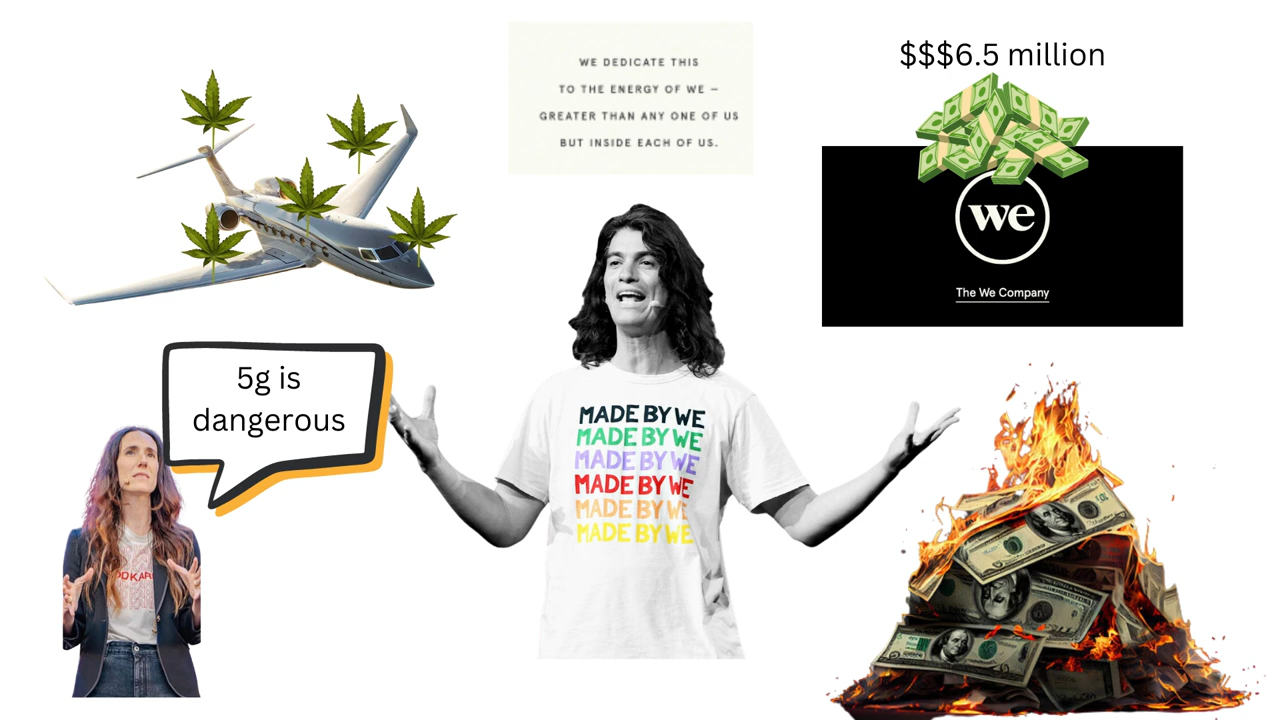 WE DEDICATE THIS
TO THE ENERGY OF WE –
GREATER THAN ANY ONE OF US
BUT INSIDE EACH OF US.
$$$6.5 million
we
The We Company
5g is
dangerous
MADE BY WE
MADE BY WE
MADE BY WE
MADE BY WE
MADE BY WE
MADE BY WE